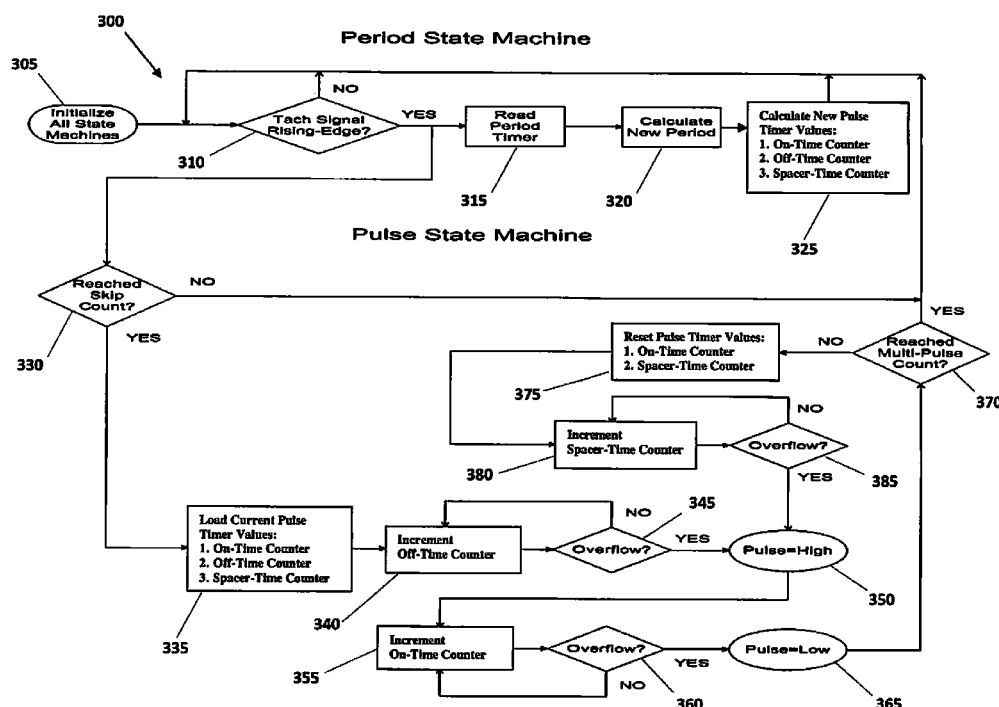 300
Period State Machine
305
Initialize
All State
Machines
NO
Tach Signal
Rising-Edge?
YES
310
Read
Period
Timer
315
Calculate
New Period
320
Calculate New Pulse
Timer Values:
1. On-Time Counter
2. Off-Time Counter
3. Spacer-Time Counter
325
Pulse State Machine
Reached
Skip
Count?
NO
YES
330
Reset Pulse Timer Values:
1. On-Time Counter
2. Spacer-Time Counter
375
NO
YES
Reached
Multi-Pulse
Count?
370
Increment
Spacer-Time Counter
380
NO
Overflow?
385
YES
Load Current Pulse
Timer Values:
1. On-Time Counter
2. Off-Time Counter
3. Spacer-Time Counter
335
Increment
Off-Time Counter
340
NO
345
Overflow?
YES
Pulse=High
350
Increment
On-Time Counter
355
Overflow?
YES
NO
360
Pulse=Low
365